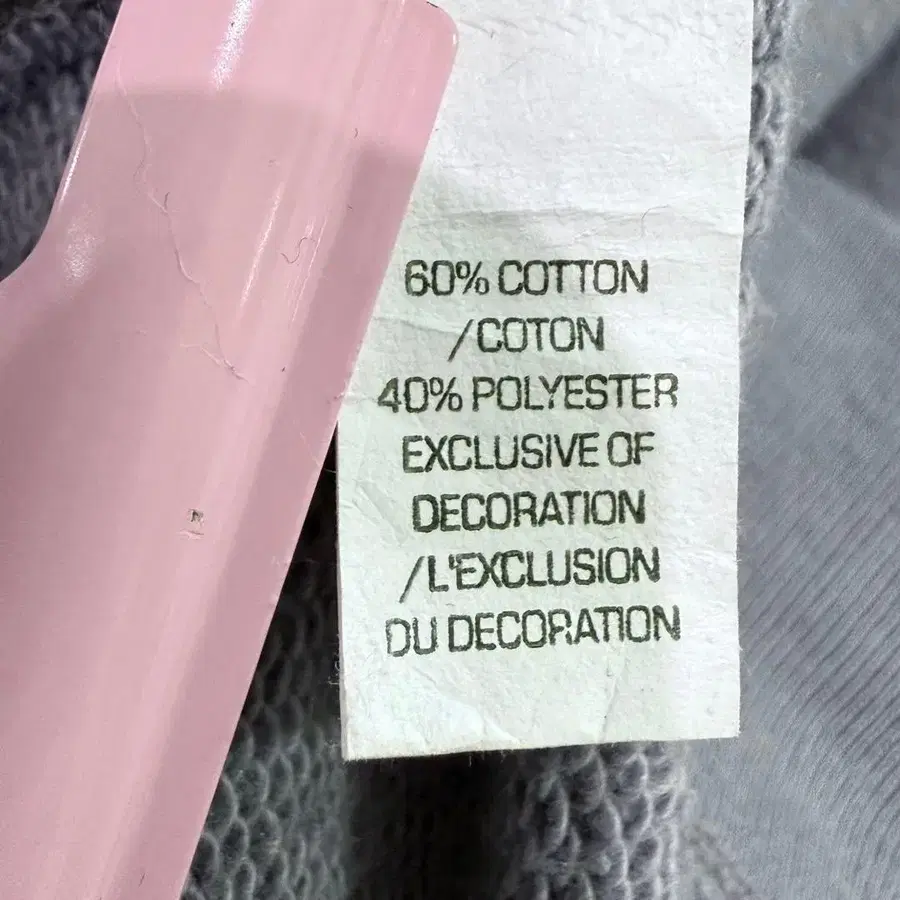 60% COTTON
/COTON
40% POLYESTER
EXCLUSIVE OF
DECORATION
/L'EXCLUSION
DU DECORATION